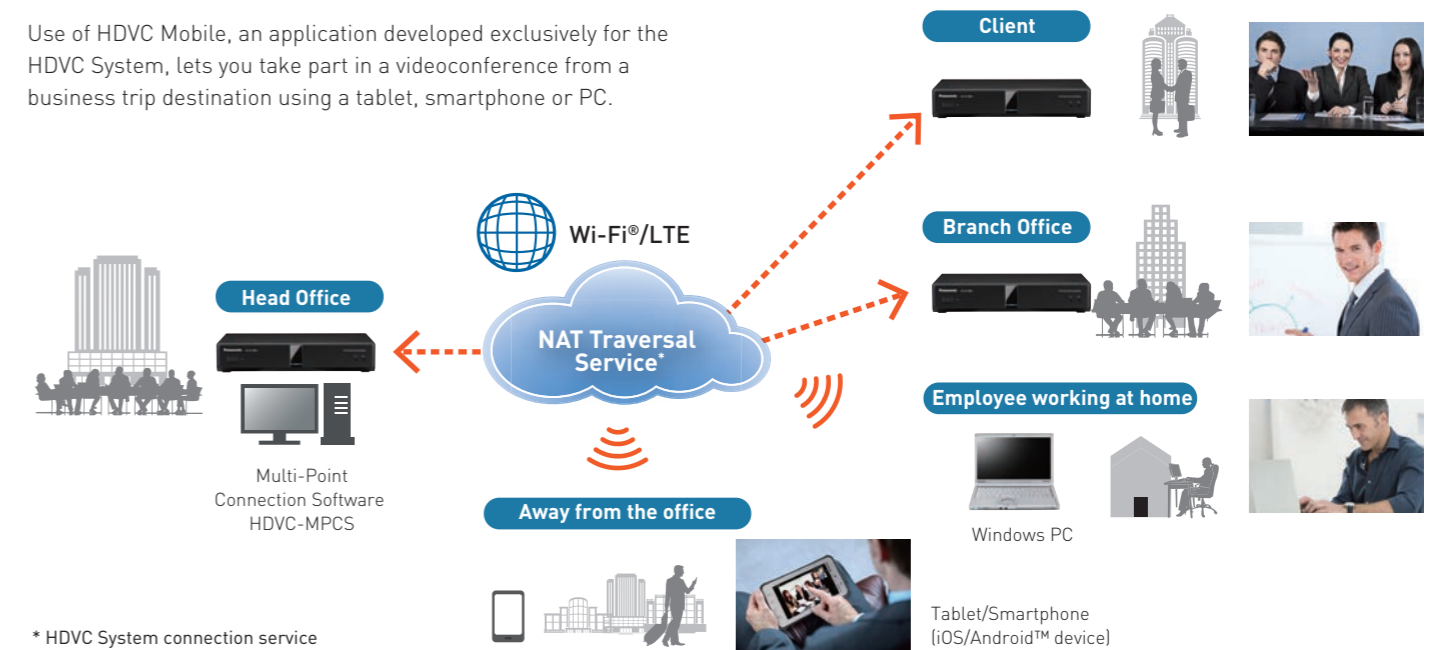 Use of HDVC Mobile, an application developed exclusively for the
HDVC System, lets you take part in a videoconference from a
business trip destination using a tablet, smartphone or PC.
Client
Panasonic
Wi-Fi®/LTE
Branch Office
Panasonic
Head Office
Panasonic
NAT Traversal
Service*
Employee working at home
Multi-Point
Connection Software
HDVC-MPCS
Away from the office
Windows PC
Tablet/Smartphone
(iOS/Android™ device)
* HDVC System connection service